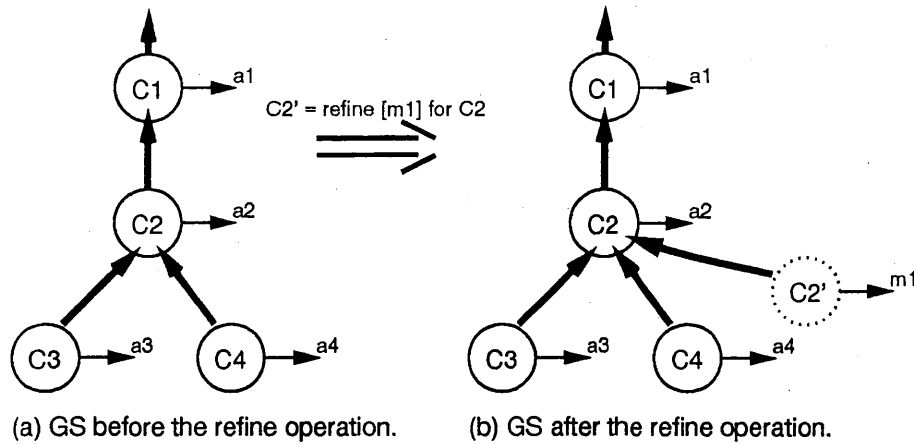 C1
a1
C2' = refine [m1] for C2
C2
a2
C3
a3
C4
a4
(a) GS before the refine operation.
C1
a1
C2
a2
C2'
m1
C3
a3
C4
a4
(b) GS after the refine operation.